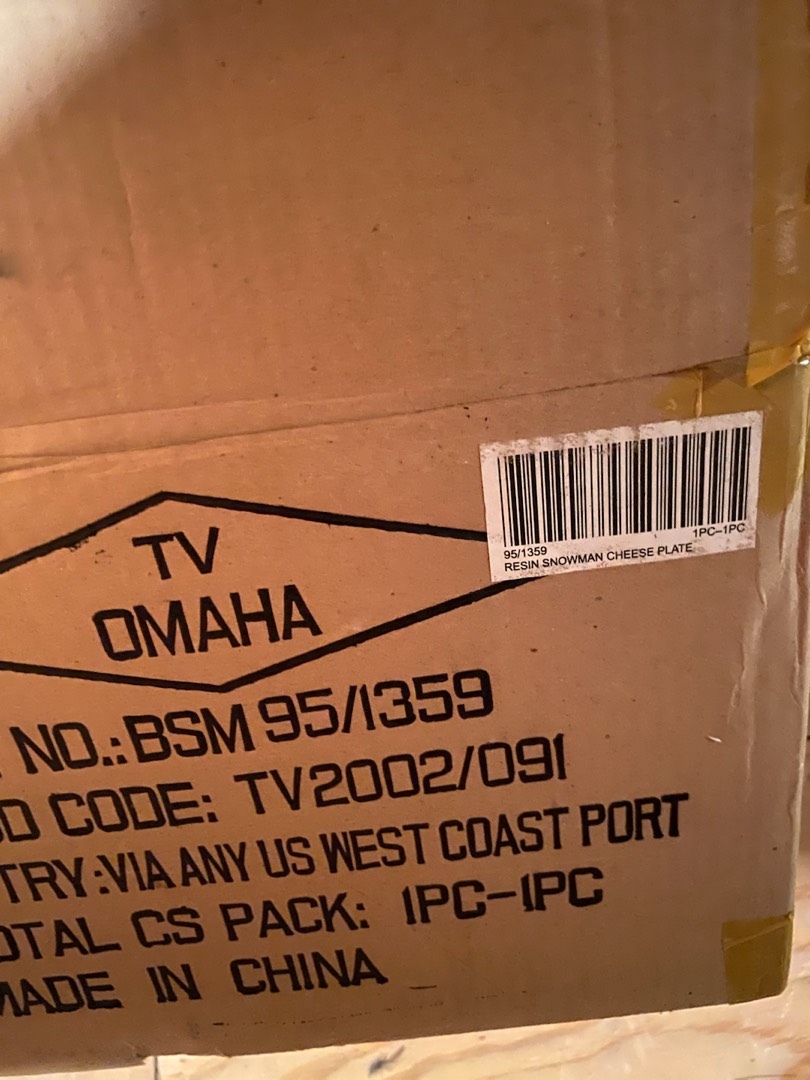 TV
OMAHA
1PC-1PC
95/1359
RESIN SNOWMAN CHEESE PLATE
NO.:BSM 95/1359
CODE: TV2002/091
TRY:VIA ANY US WEST COAST PORT
OTAL CS PACK: 1PC-1PC
MADE IN CHINA